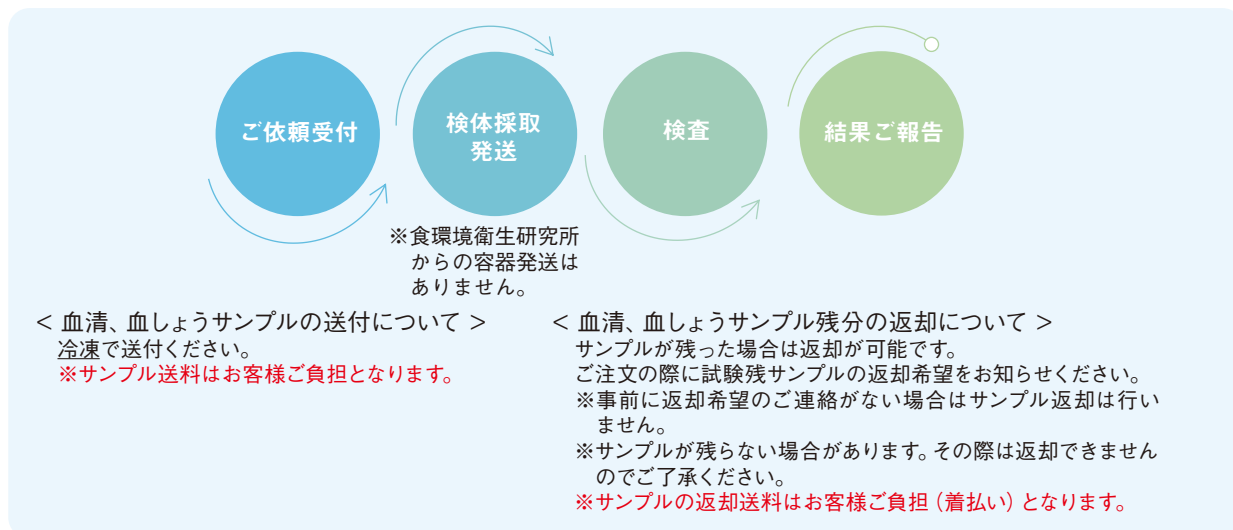 ご依頼受付
検体採取
発送
検査
結果ご報告
※食環境衛生研究所
からの容器発送は
ありません。
＜ 血清、血しょうサンプルの送付について ＞
冷凍で送付ください。
※サンプル送料はお客様ご負担となります。
＜ 血清、血しょうサンプル残分の返却について ＞
サンプルが残った場合は返却が可能です。
ご注文の際に試験残サンプルの返却希望をお知らせください。
※事前に返却希望のご連絡がない場合はサンプル返却は行い
ません。
※サンプルが残らない場合があります。その際は返却できません
のでご了承ください。
※サンプルの返却送料はお客様ご負担（着払い）となります。